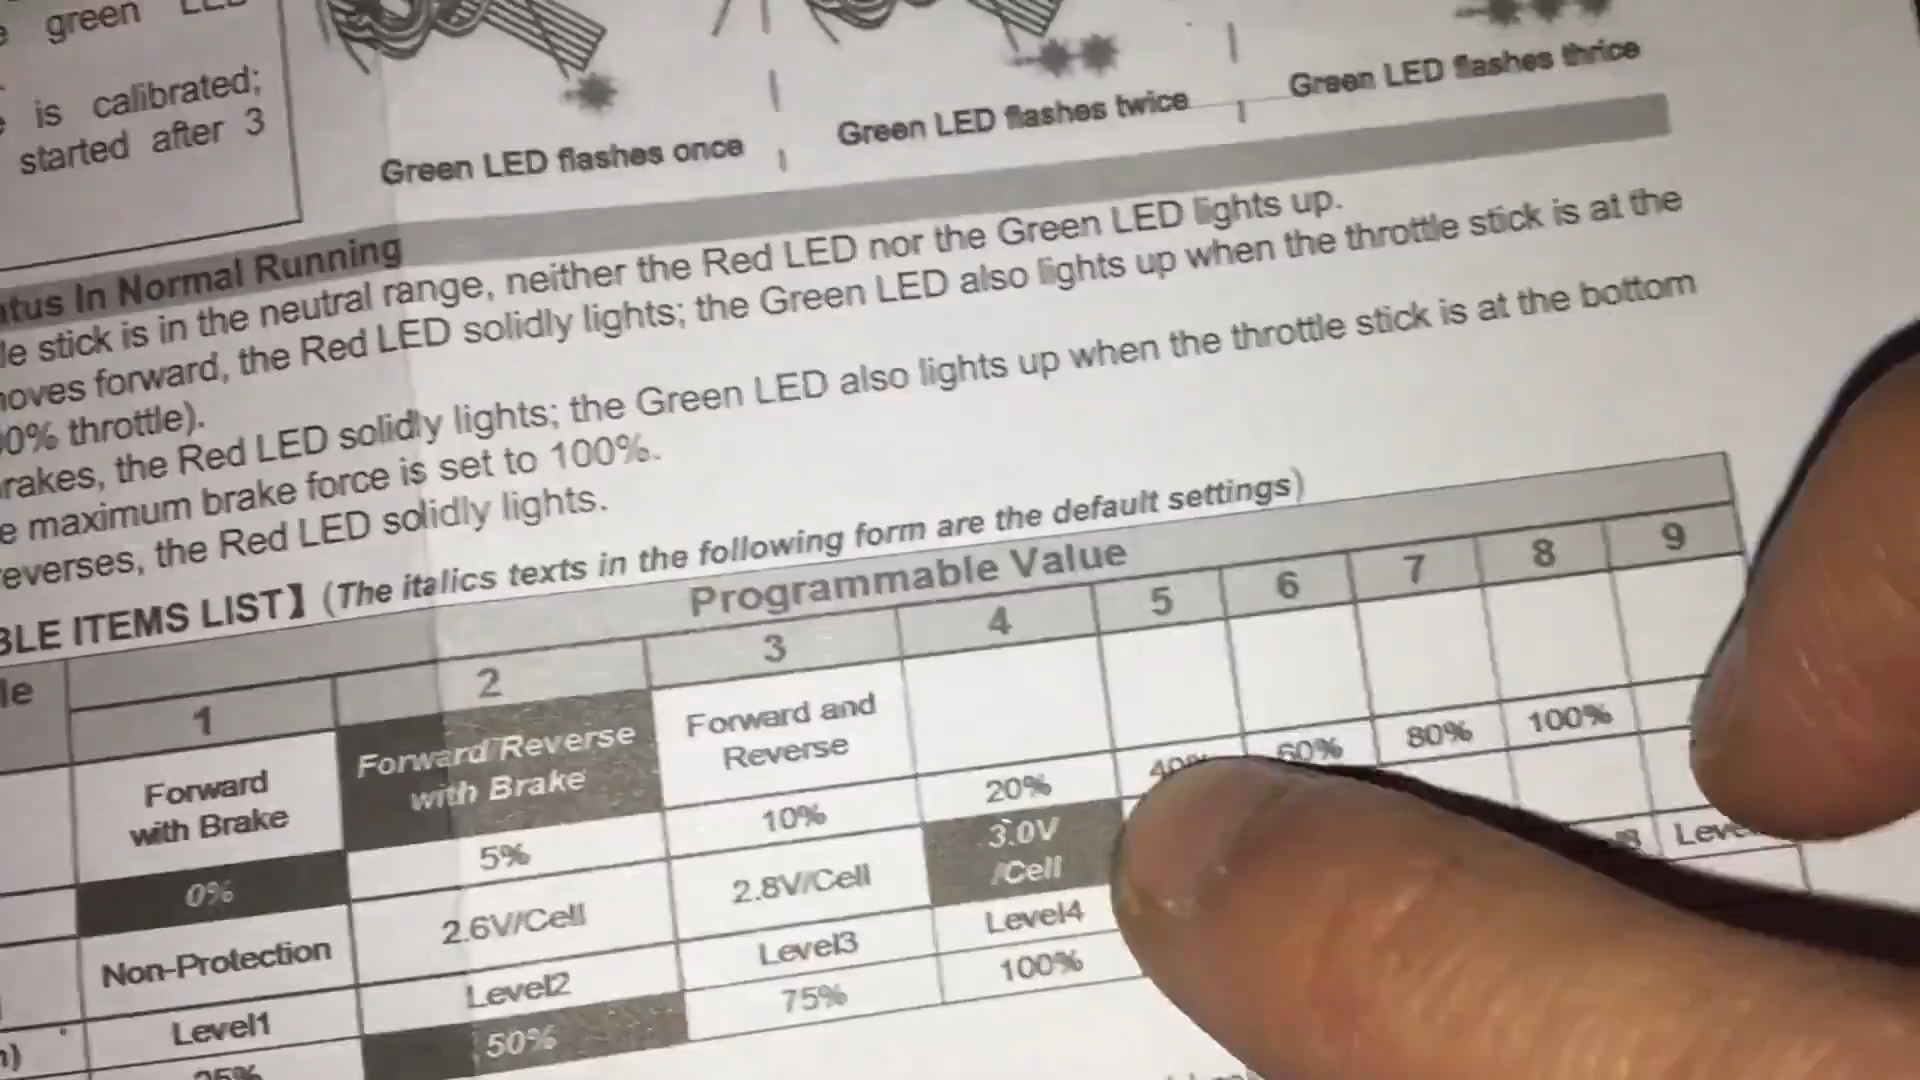 green LED
is calibrated;
started after 3
Green LED flashes once
Green LED flashes twice
Green LED flashes thrice
In Normal Running
stick is in the neutral range, neither the Red LED nor the Green LED lights up.
forward, the Red LED solidly lights; the Green LED also lights up when the throttle stick is at the
0% throttle).
the Red LED solidly lights; the Green LED also lights up when the throttle stick is at the bottom
maximum brake force is set to 100%.
the Red LED solidly lights.
ITEMS LIST】(The italics texts in the following form are the default settings)
Programmable Value
1 2 3 4 5 6 7 8 9
Forward with Brake
Forward/Reverse with Brake
Forward and Reverse
0% 5% 10% 20% 40% 60% 80% 100%
Non-Protection 2.6V/Cell 2.8V/Cell 3.0V /Cell
Level1 Level2 Level3 Level4
25% 50% 75% 100%